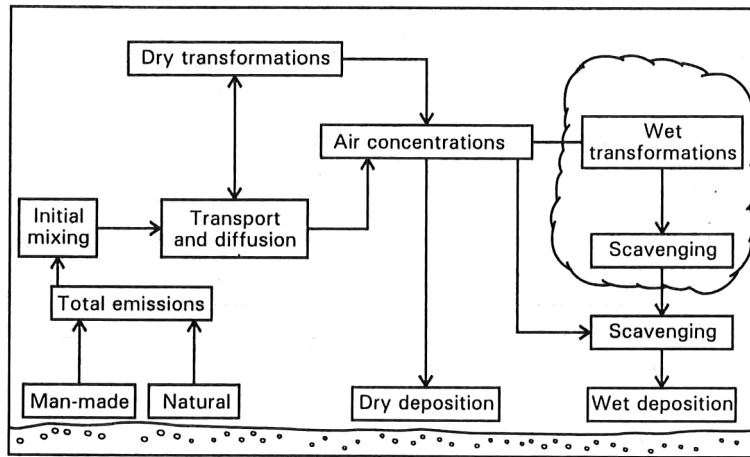 Dry transformations
Air concentrations
Wet
transformations
Initial
mixing
Transport
and diffusion
Scavenging
Total emissions
Scavenging
Man-made
Natural
Dry deposition
Wet deposition